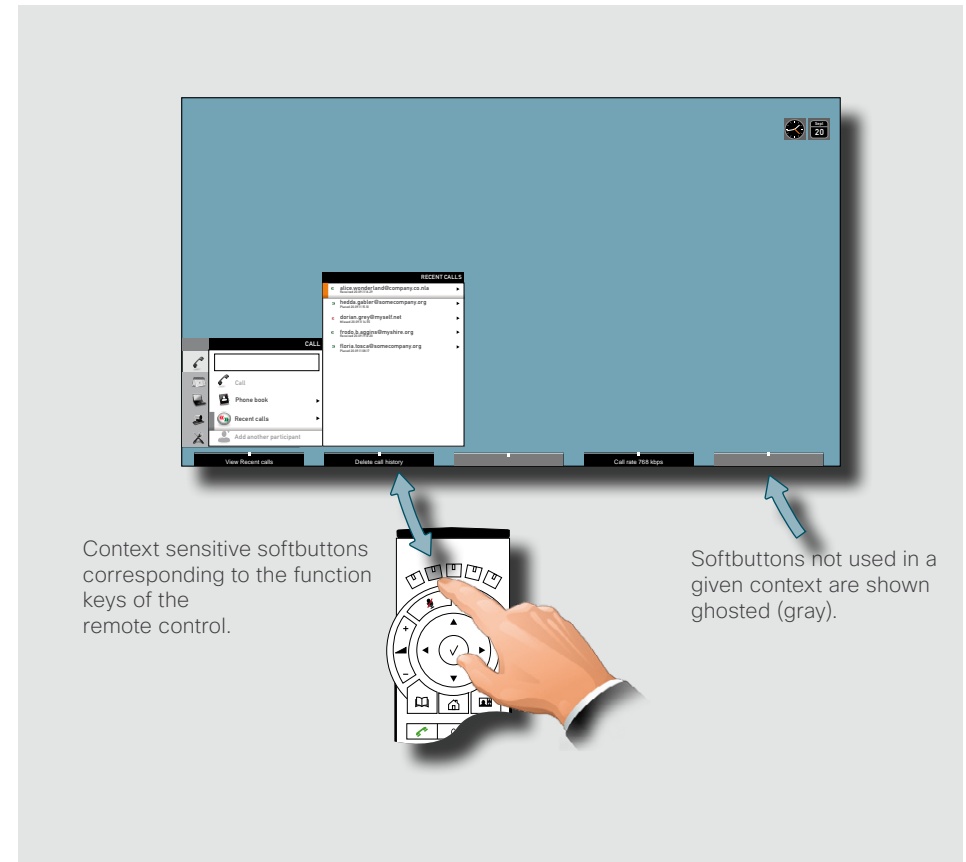 Sept
20
RECENT CALLS
alice.wonderland@company.co.nla
hedda.gabler@somecompany.org
dorian.grey@myself.net
frodo.b.aggins@myshire.org
floria.tosca@somecompany.org
CALL
Call
Phone book
Recent calls
Add another participant
View Recent calls
Delete call history
Call rate 768 kbps
Context sensitive softbuttons
corresponding to the function
keys of the
remote control.
Softbuttons not used in a
given context are shown
ghosted (gray).